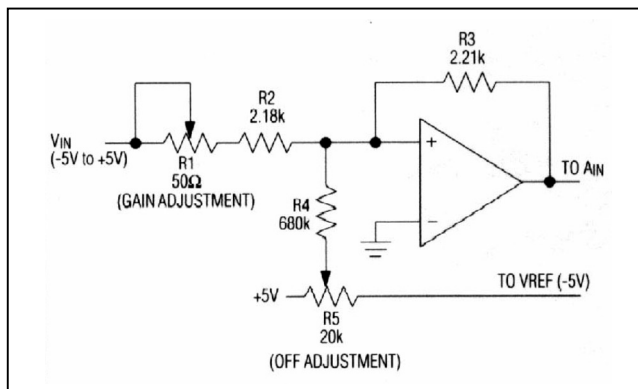 R3
2.21k
R2
2.18k
VIN
(-5V to +5V)
R1
50Ω
(GAIN ADJUSTMENT)
+
-
TO AIN
R4
680k
+5V
TO VREF (-5V)
R5
20k
(OFF ADJUSTMENT)